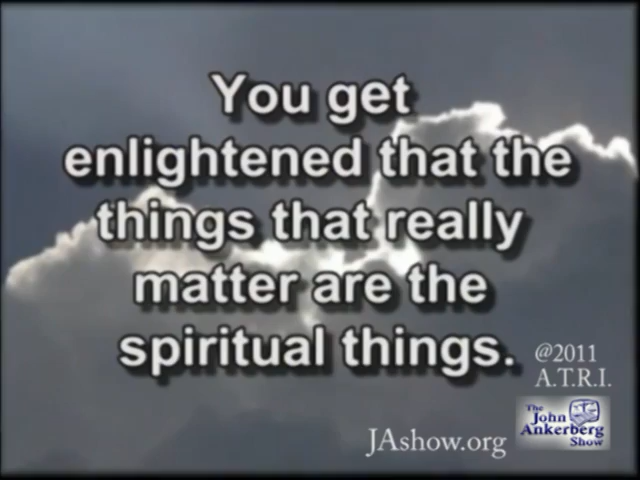 You get
enlightened that the
things that really
matter are the
spiritual things.
@2011
A.T.R.I.
JAshow.org
The
John
Ankerberg
Show